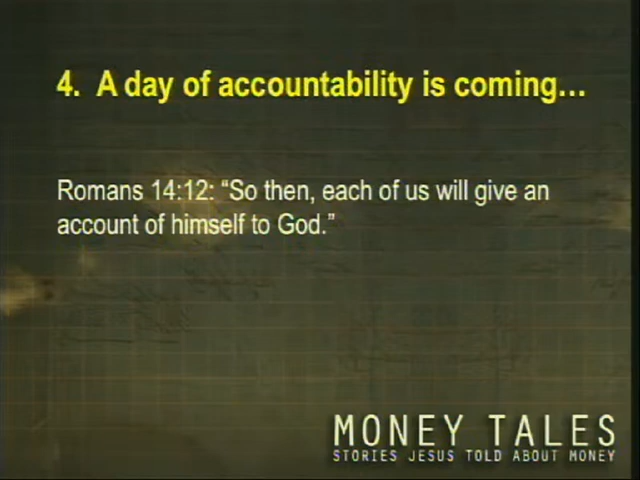 4. A day of accountability is coming…
Romans 14:12: “So then, each of us will give an
account of himself to God.”
MONEY TALES
STORIES JESUS TOLD ABOUT MONEY